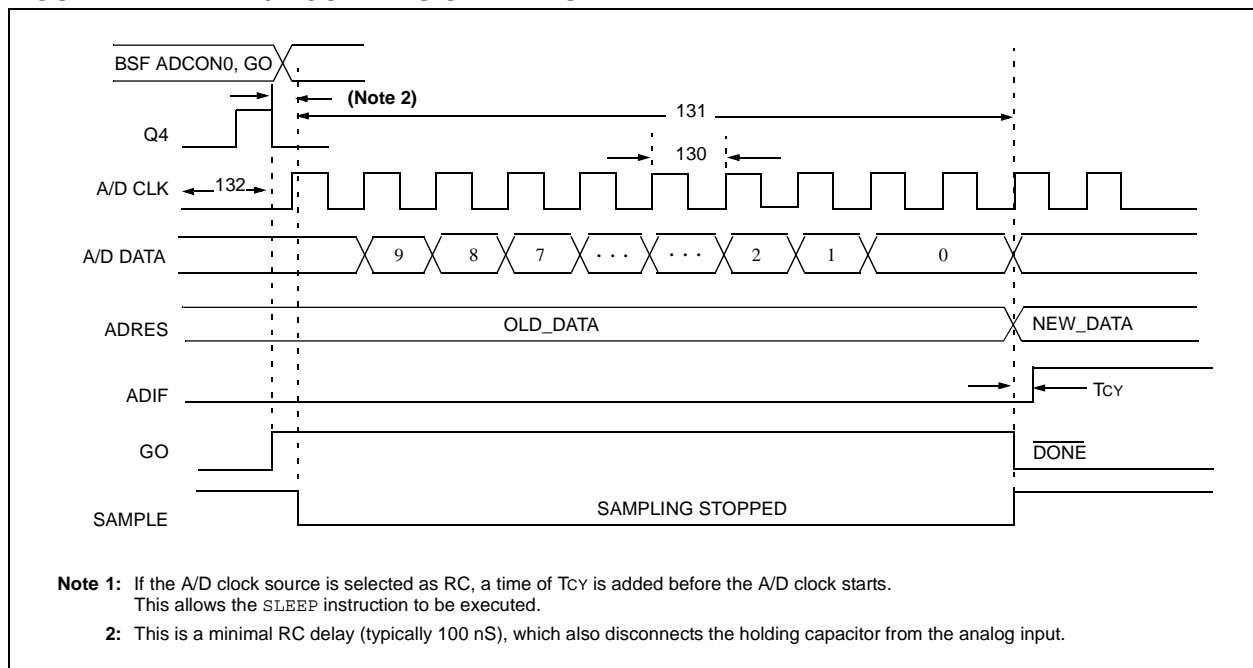 BSF ADCON0, GO
(Note 2)
131
Q4
130
A/D CLK
132
A/D DATA
9 8 7 · · · · · · 2 1 0
ADRES
OLD_DATA
NEW_DATA
ADIF
TCY
GO
DONE
SAMPLE
SAMPLING STOPPED
Note 1: If the A/D clock source is selected as RC, a time of TCY is added before the A/D clock starts.
This allows the SLEEP instruction to be executed.
2: This is a minimal RC delay (typically 100 nS), which also disconnects the holding capacitor from the analog input.